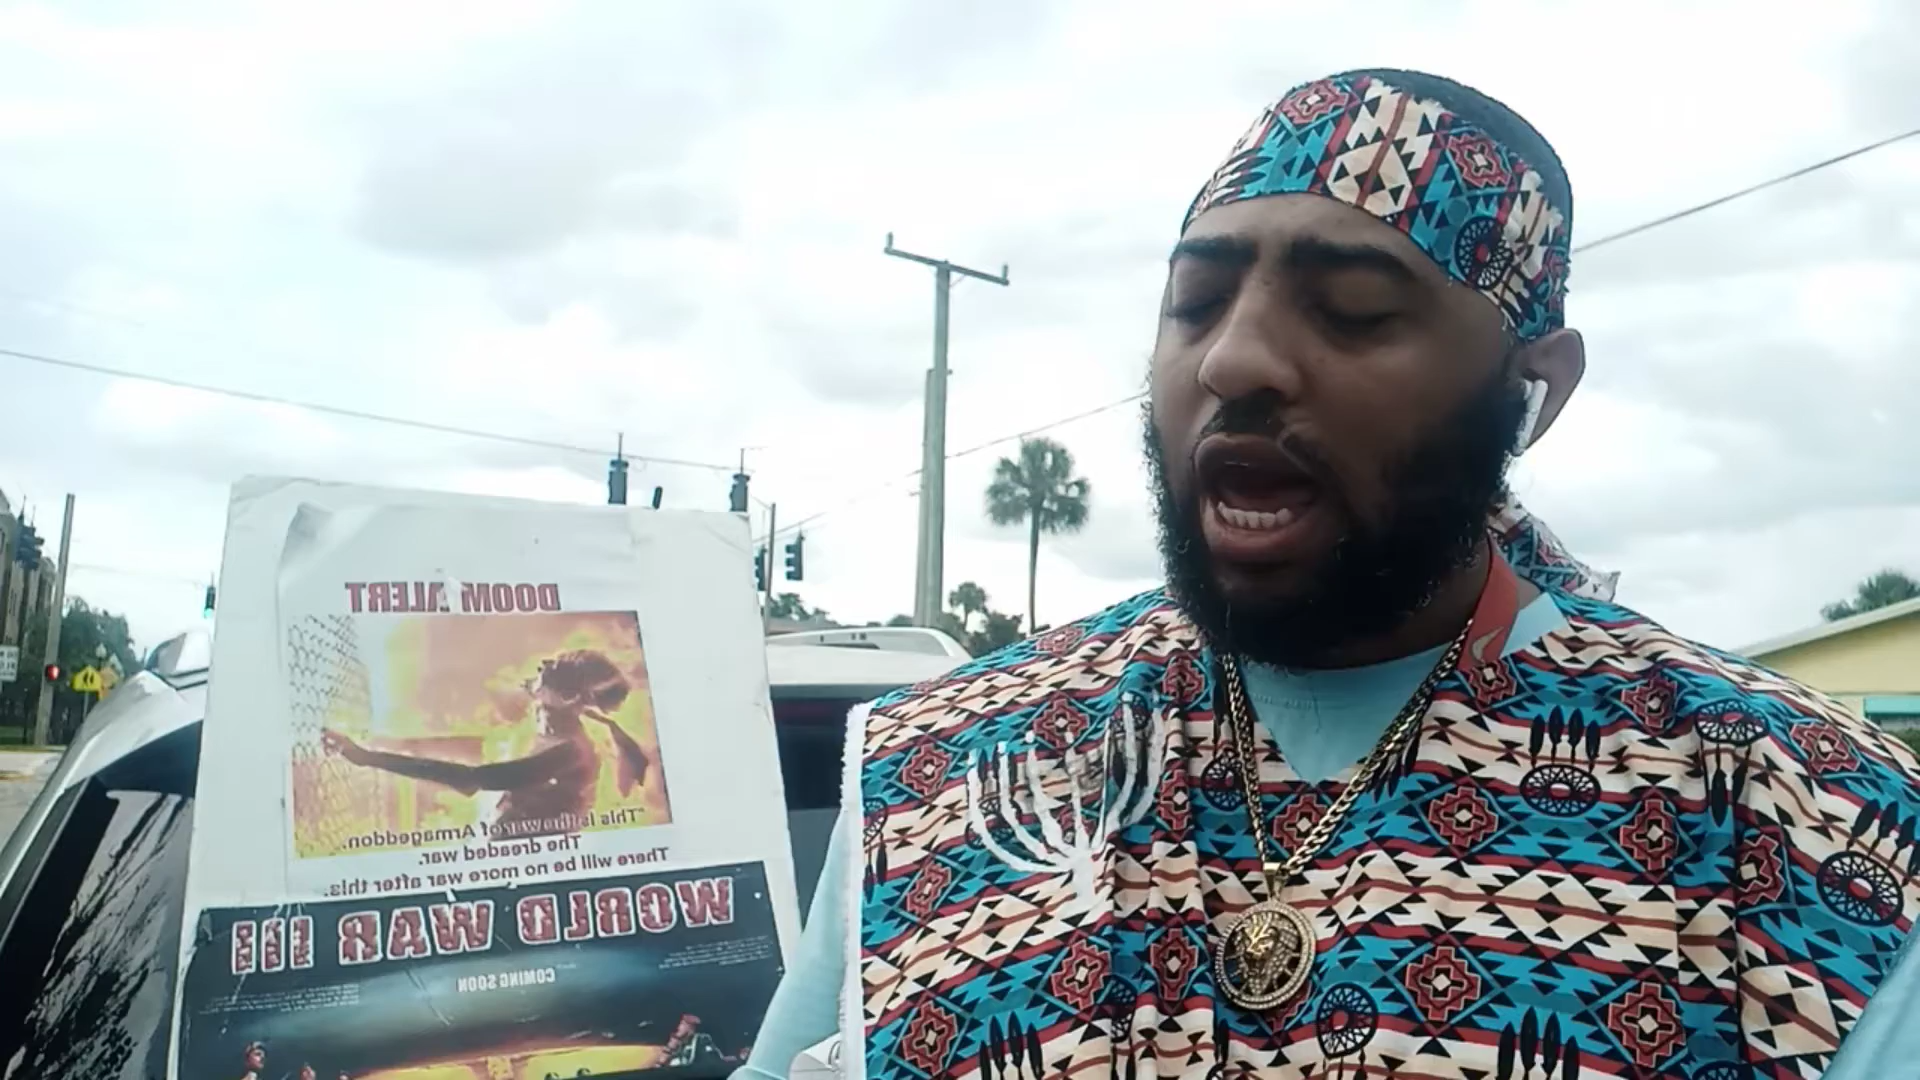 DOOM ALERT
"This is the war of Armageddon.
The dreaded war.
There will be no more war after this.
WORLD WAR III
COMING SOON